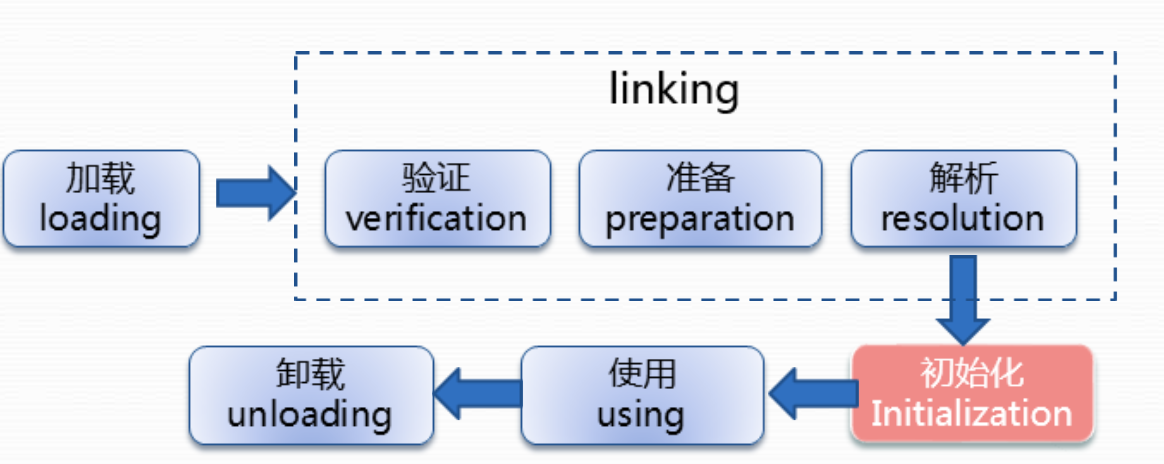 linking
加载
loading
验证
verification
准备
preparation
解析
resolution
初始化
Initialization
使用
using
卸载
unloading